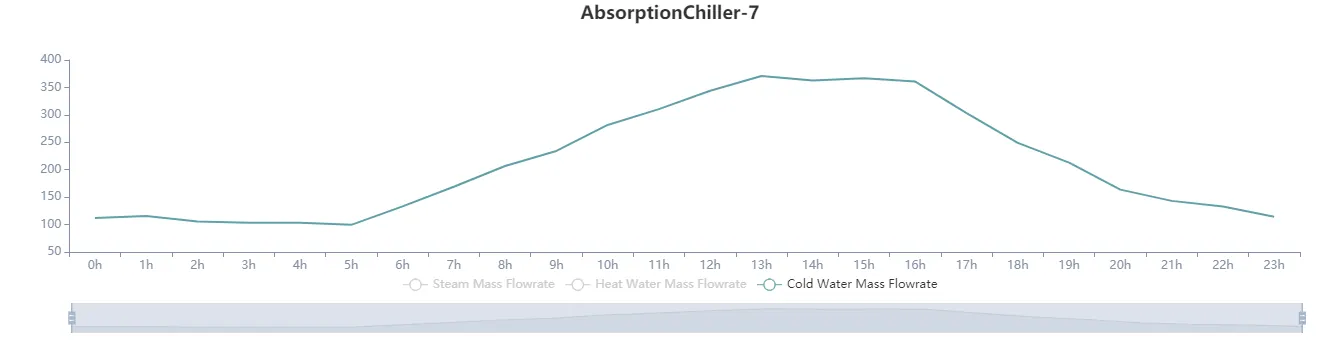 AbsorptionChiller-7
400
350
300
250
200
150
100
50
0h 1h 2h 3h 4h 5h 6h 7h 8h 9h 10h 11h 12h 13h 14h 15h 16h 17h 18h 19h 20h 21h 22h 23h
Steam Mass Flowrate Heat Water Mass Flowrate Cold Water Mass Flowrate